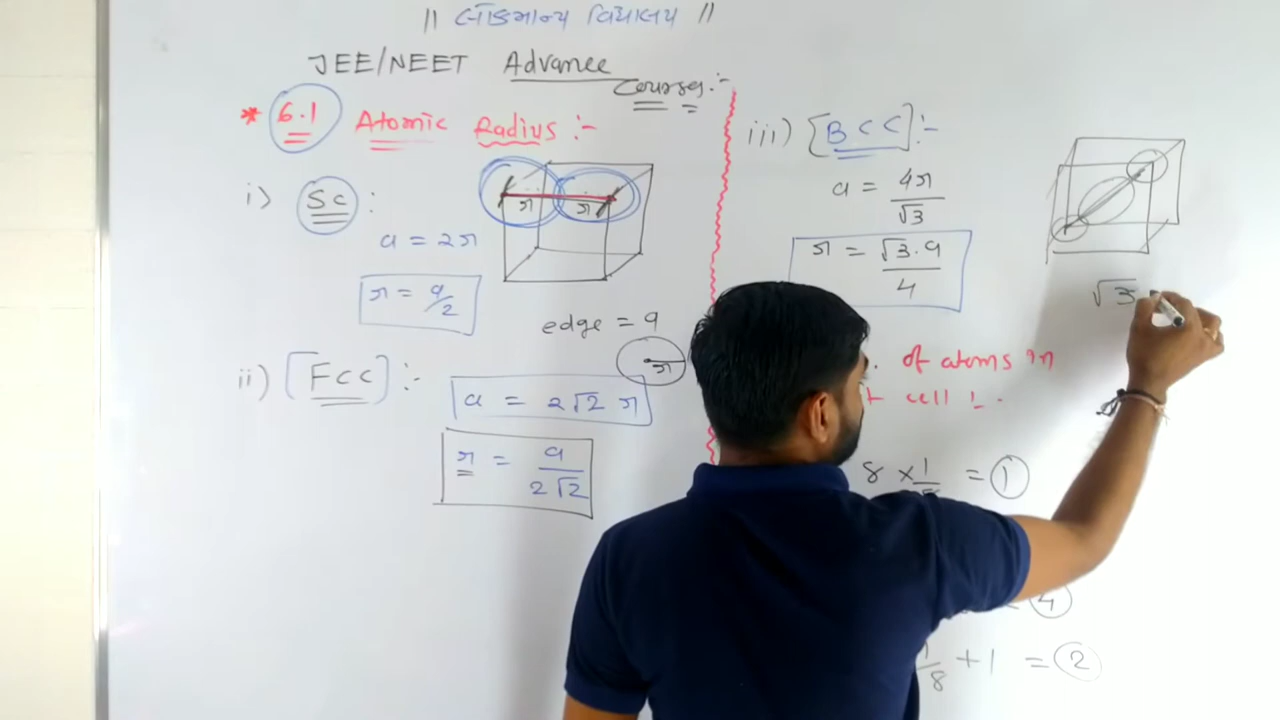 || લોકમાન્ય વિદ્યાલય ||
JEE/NEET Advance
Courses:-
* 6.1 Atomic Radius :-
i) Sc :
a = 2r
r = a/2
r r
edge = a
r
ii) [Fcc] :-
a = 2√2 r
r = a/2√2
iii) [BCC] :-
a = 4r/√3
r = √3.a/4
√3
of atoms in
cell :-
8 × 1/8 = 1
= 4
1/8 + 1 = 2